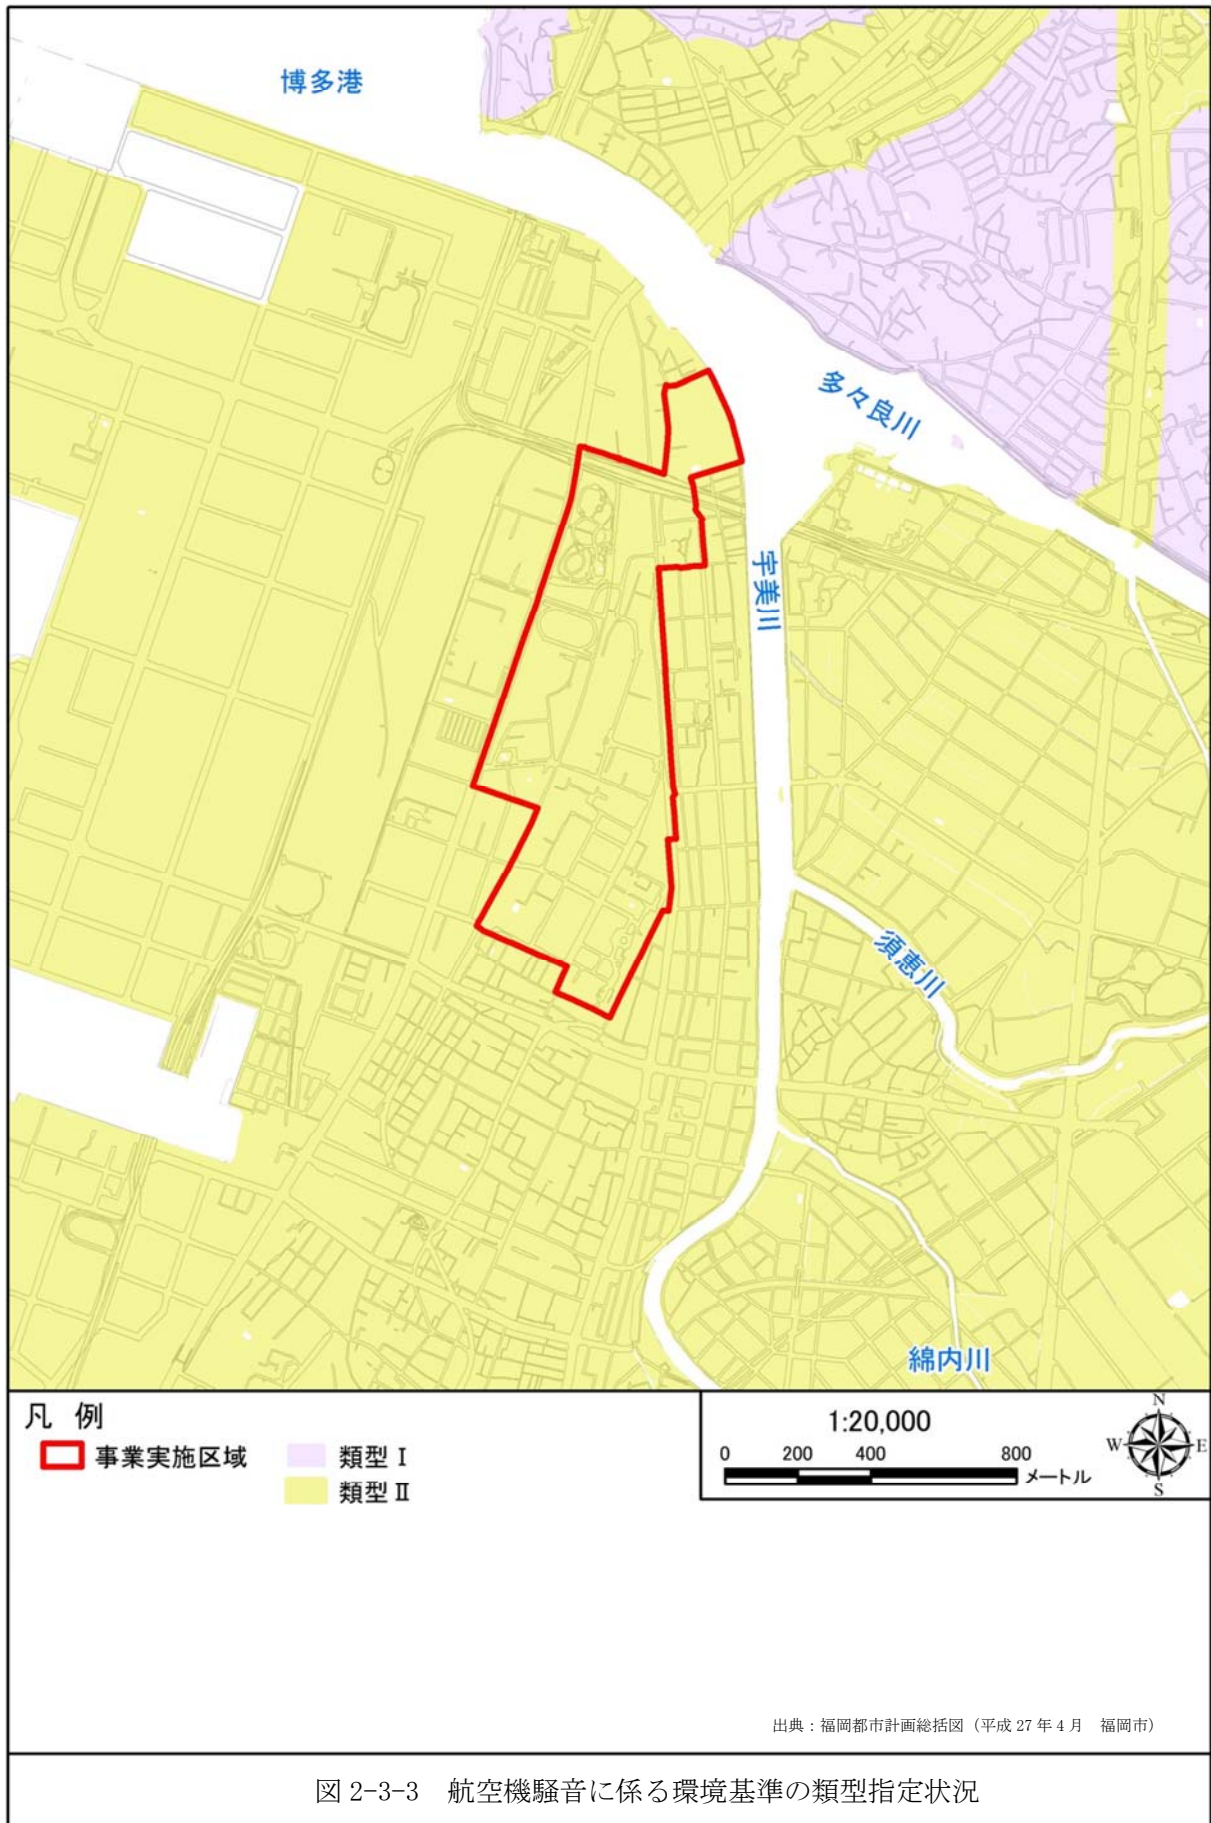 博多港
多々良川
宇美川
須恵川
綿内川
凡 例
事業実施区域
類型Ⅰ
類型Ⅱ
1:20,000
0 200 400 800
メートル
N
W E
S
出典：福岡都市計画総括図（平成 27 年 4 月 福岡市）
図 2-3-3 航空機騒音に係る環境基準の類型指定状況